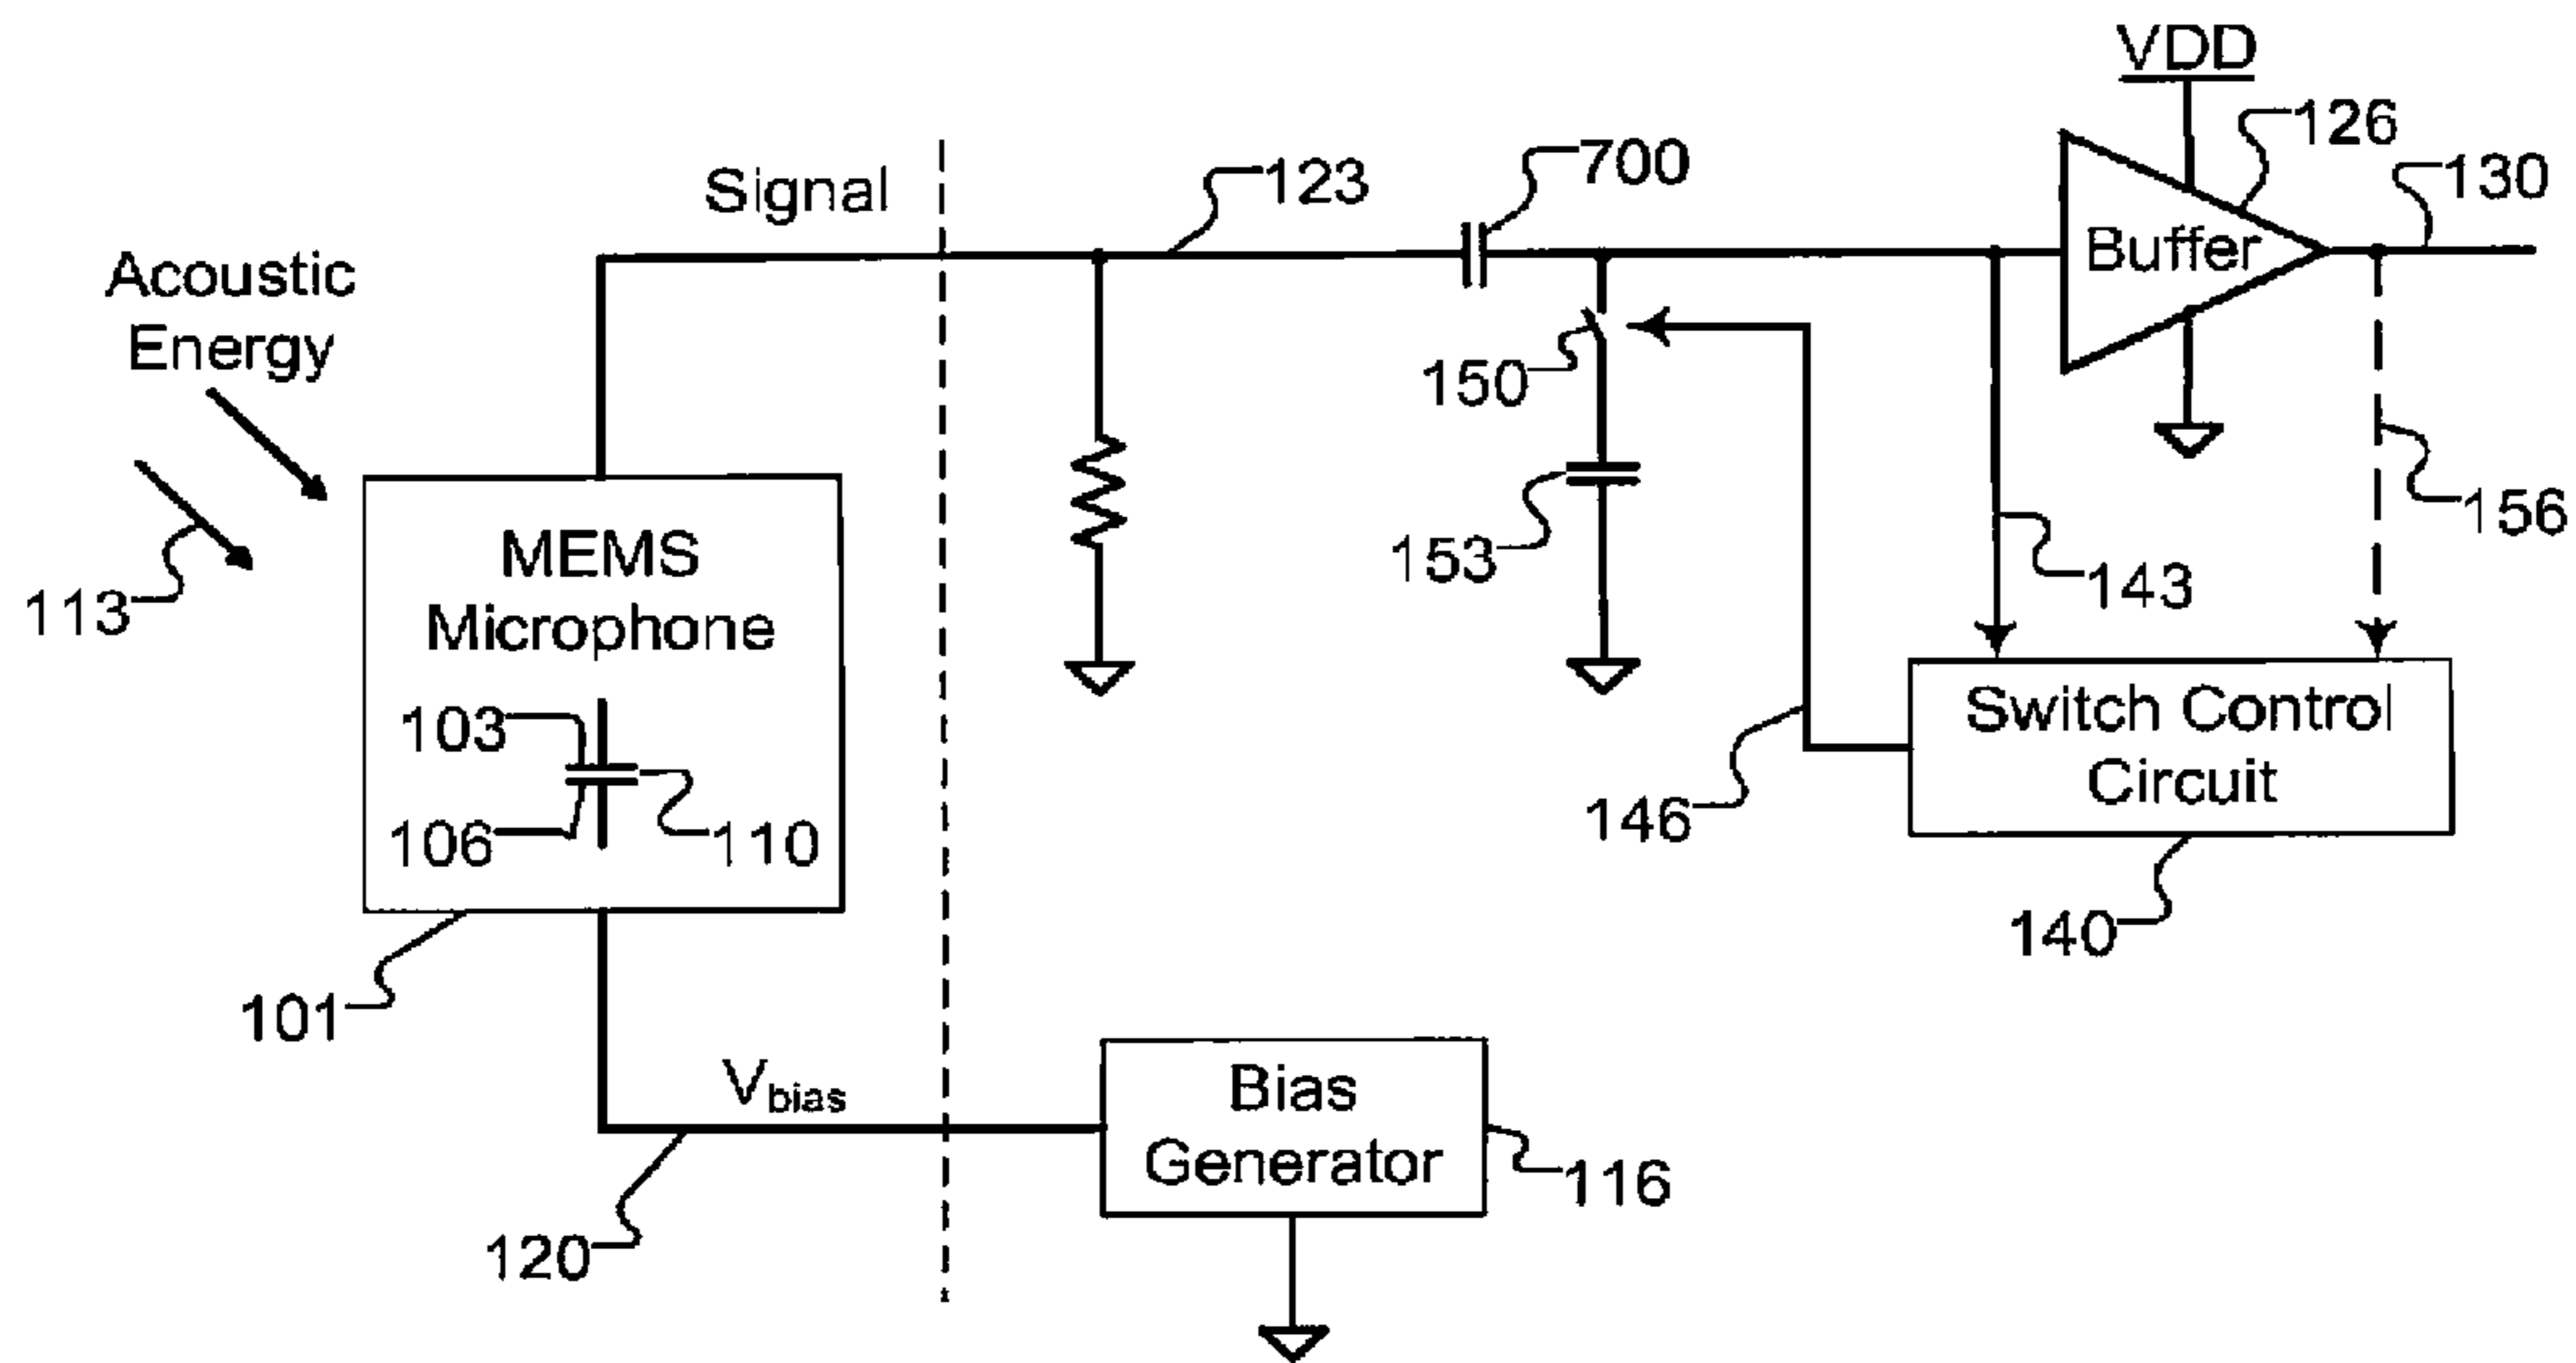 VDD
126
700
123
130
Signal
Buffer
Acoustic
Energy
150
156
153
143
MEMS
Microphone
113
Switch Control
Circuit
103
146
106
110
140
101
Vbias
Bias
Generator
116
120